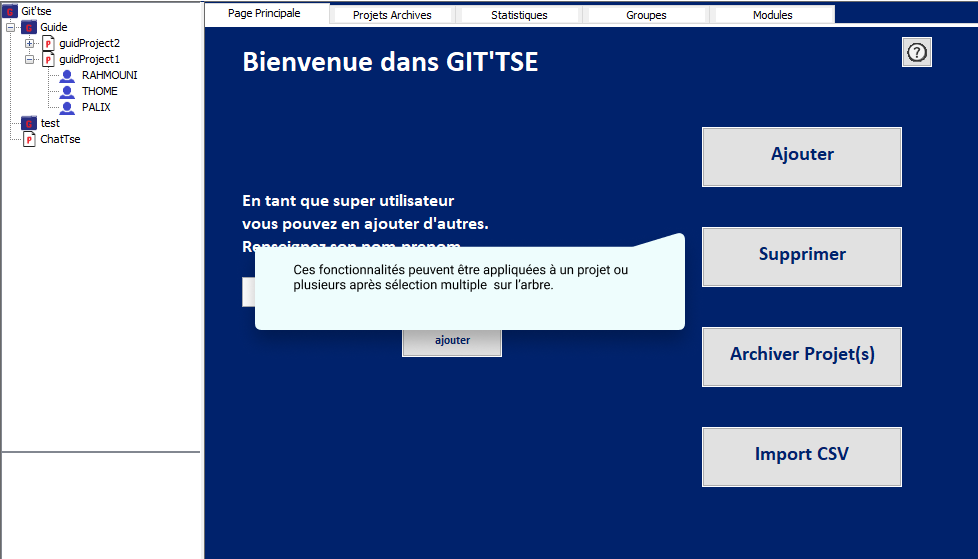 Git'tse
Guide
guidProject2
guidProject1
RAHMOUNI
THOME
PALIX
test
ChatTse
Page Principale
Projets Archives
Statistiques
Groupes
Modules
Bienvenue dans GIT'TSE
?
En tant que super utilisateur
vous pouvez en ajouter d'autres.
Renseignez son nom.prenom
Ces fonctionnalités peuvent être appliquées à un projet ou
plusieurs après sélection multiple sur l'arbre.
ajouter
Ajouter
Supprimer
Archiver Projet(s)
Import CSV